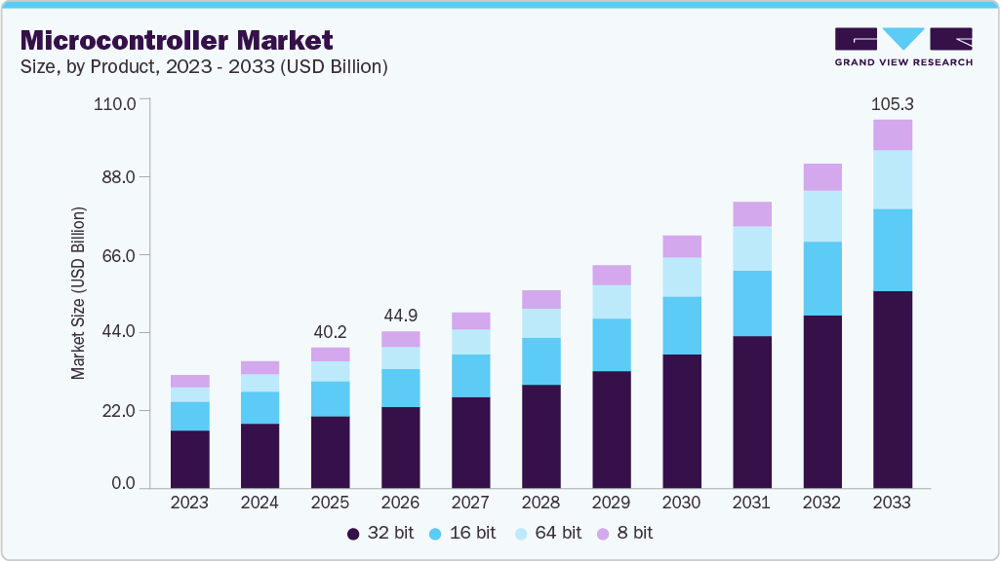 Microcontroller Market
Size, by Product, 2023 - 2033 (USD Billion)
GRAND VIEW RESEARCH
Market Size (USD Billion)
110.0
88.0
66.0
44.0
22.0
0.0
40.2
44.9
105.3
2023 2024 2025 2026 2027 2028 2029 2030 2031 2032 2033
32 bit 16 bit 64 bit 8 bit